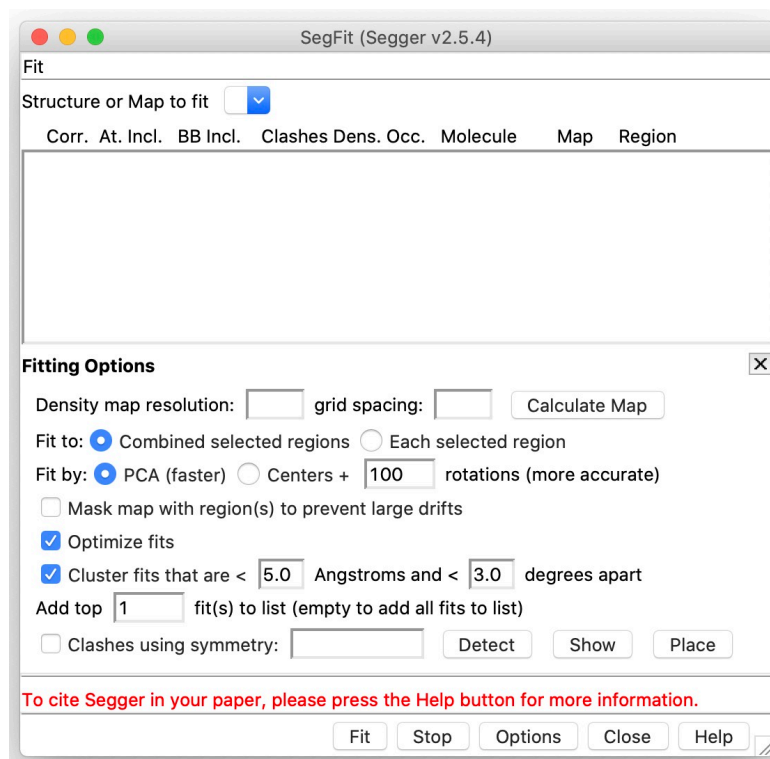 SegFit (Segger v2.5.4)
Fit
Structure or Map to fit
Corr. At. Incl. BB Incl. Clashes Dens. Occ. Molecule Map Region
Fitting Options
Density map resolution: grid spacing: Calculate Map
Fit to: Combined selected regions Each selected region
Fit by: PCA (faster) Centers + 100 rotations (more accurate)
Mask map with region(s) to prevent large drifts
Optimize fits
Cluster fits that are < 5.0 Angstroms and < 3.0 degrees apart
Add top 1 fit(s) to list (empty to add all fits to list)
Clashes using symmetry: Detect Show Place
To cite Segger in your paper, please press the Help button for more information.
Fit Stop Options Close Help